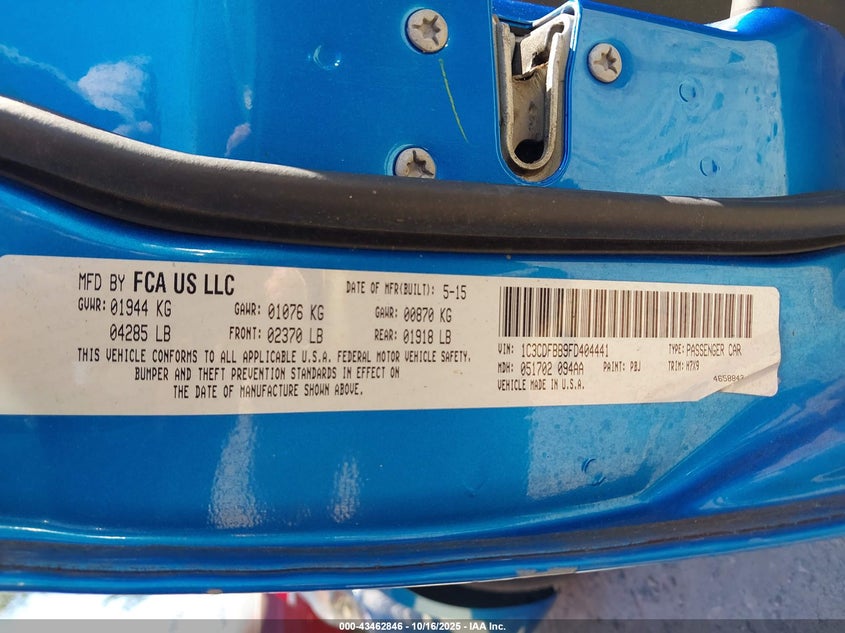 MFD BY FCA US LLC
DATE OF MFR(BUILT): 5-15
GVWR: 01944 KG
GAWR: 01076 KG
GAWR: 00870 KG
04285 LB
FRONT: 02370 LB
REAR: 01918 LB
THIS VEHICLE CONFORMS TO ALL APPLICABLE U.S.A. FEDERAL MOTOR VEHICLE SAFETY.
BUMPER AND THEFT PREVENTION STANDARDS IN EFFECT ON
THE DATE OF MANUFACTURE SHOWN ABOVE.
VIN: 1C3CDFBB9FD404441
TYPE: PASSENGER CAR
MDH: 051702 094AA
PAINT: PBJ
TRIM: H7X9
VEHICLE MADE IN U.S.A.
4658847
000-43462846 - 10/16/2025 - IAA Inc.